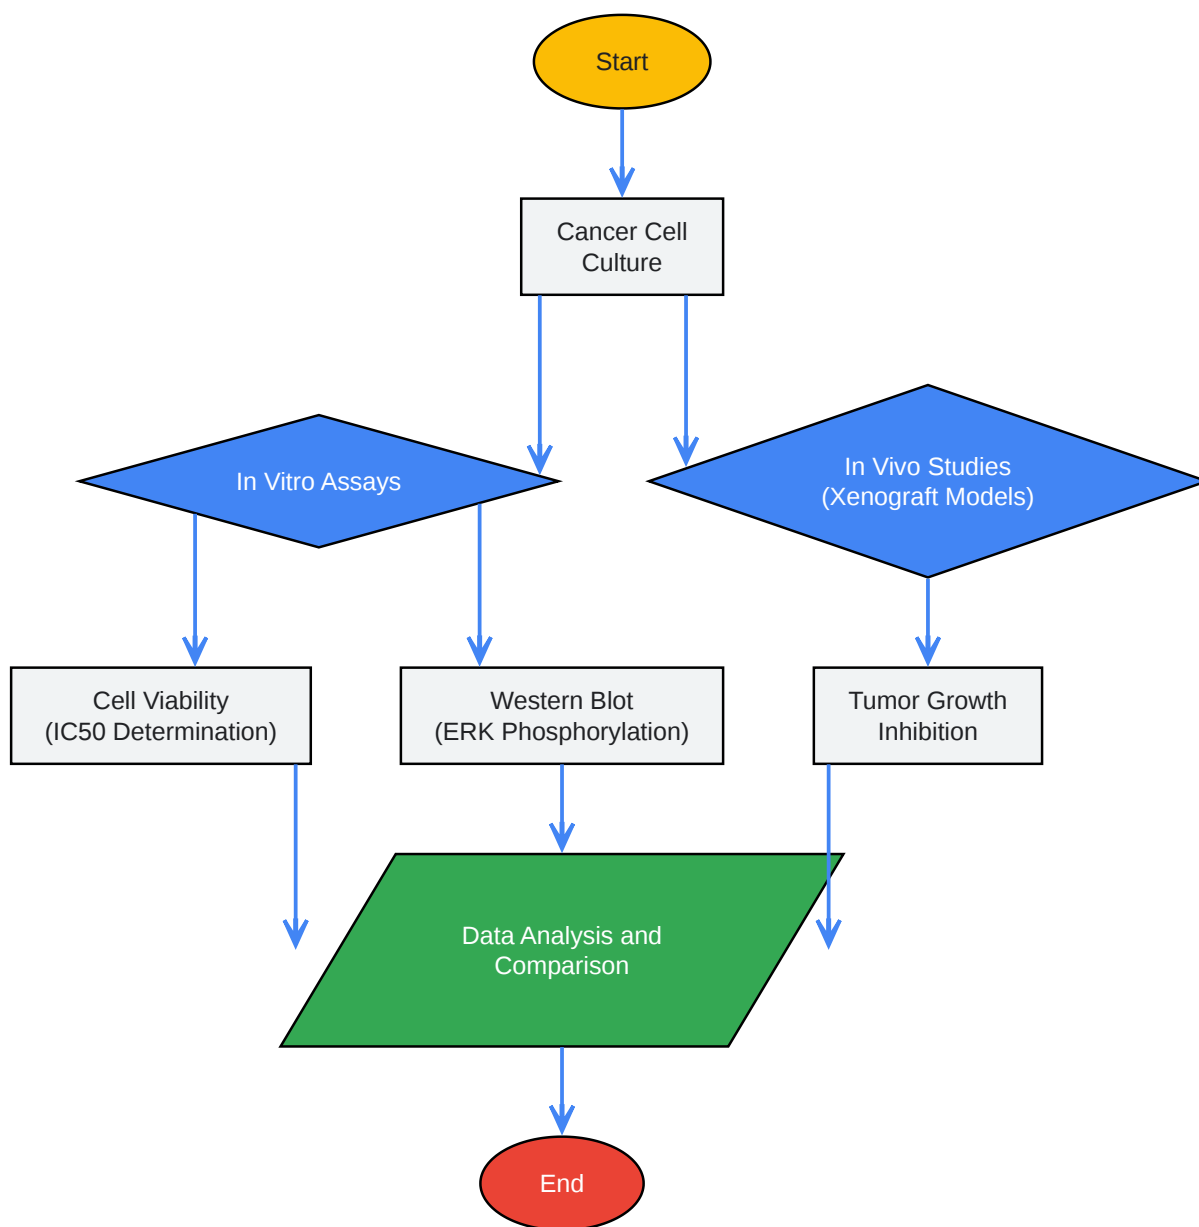 Start
Cancer Cell
Culture
In Vitro Assays
In Vivo Studies
(Xenograft Models)
Cell Viability
(IC50 Determination)
Western Blot
(ERK Phosphorylation)
Tumor Growth
Inhibition
Data Analysis and
Comparison
End